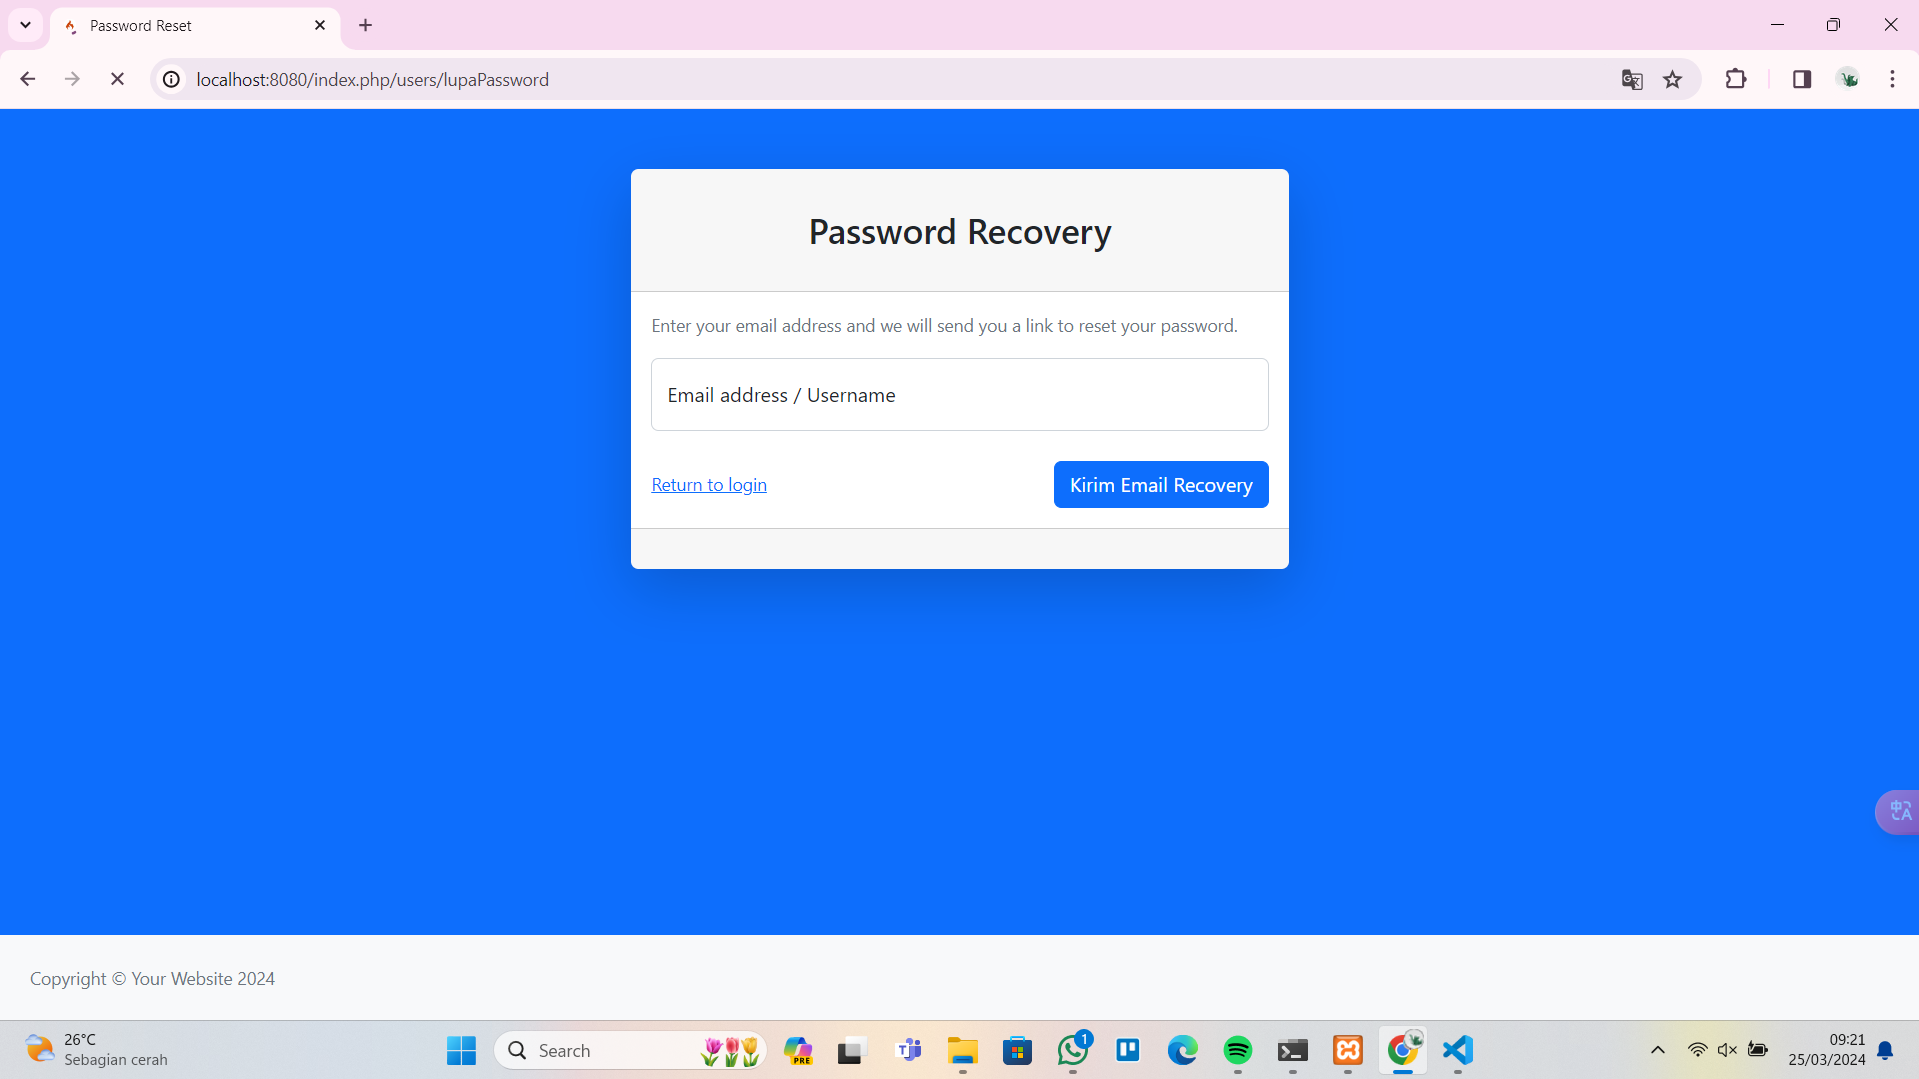 Password Reset
localhost:8080/index.php/users/lupaPassword
Password Recovery
Enter your email address and we will send you a link to reset your password.
Email address / Username
Return to login
Kirim Email Recovery
Copyright © Your Website 2024
26°C
Sebagian cerah
Search
PRE
1
09:21
25/03/2024